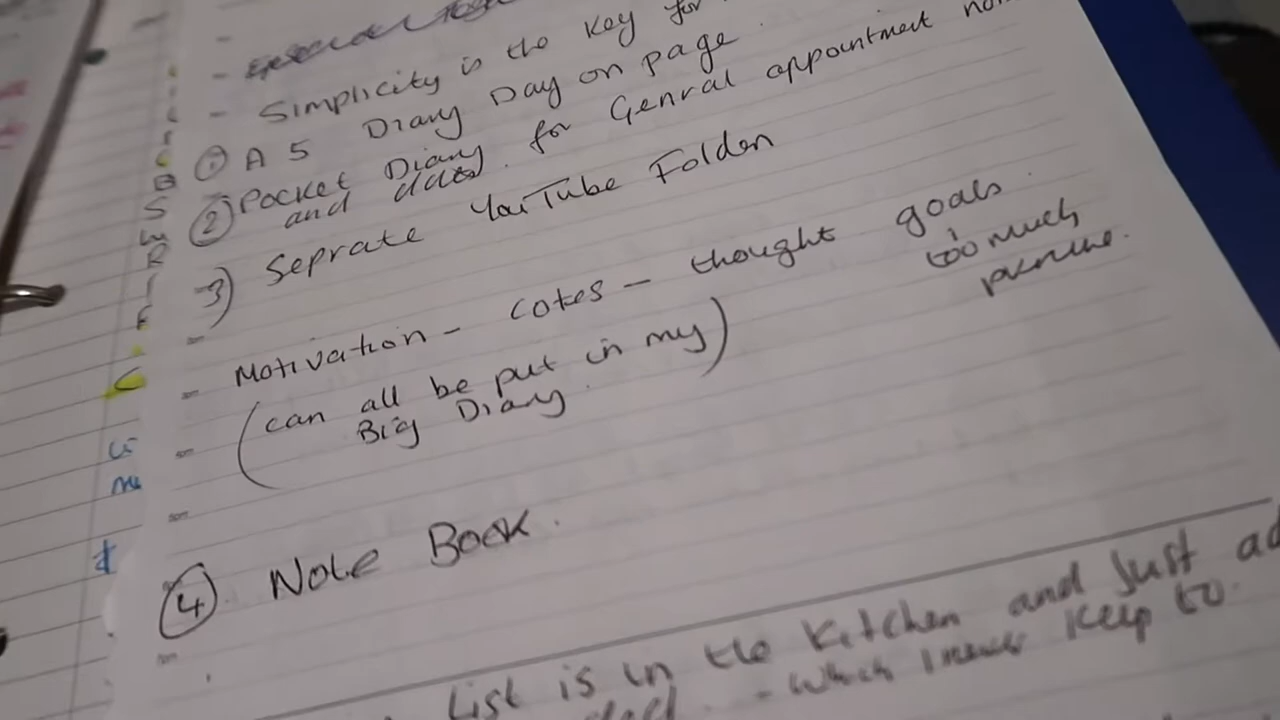 - Simplicity is the key for
① A 5 Diary Day on page
② Pocket Diary for Genral appointment
and dates.
3) Seprate YouTube Folder
- Motivation - cotes - thought goals.
too much
(can all be put in my)
Big Diary.
④ Note Book.
List is in the Kitchen and Just
- which I never Keep to.